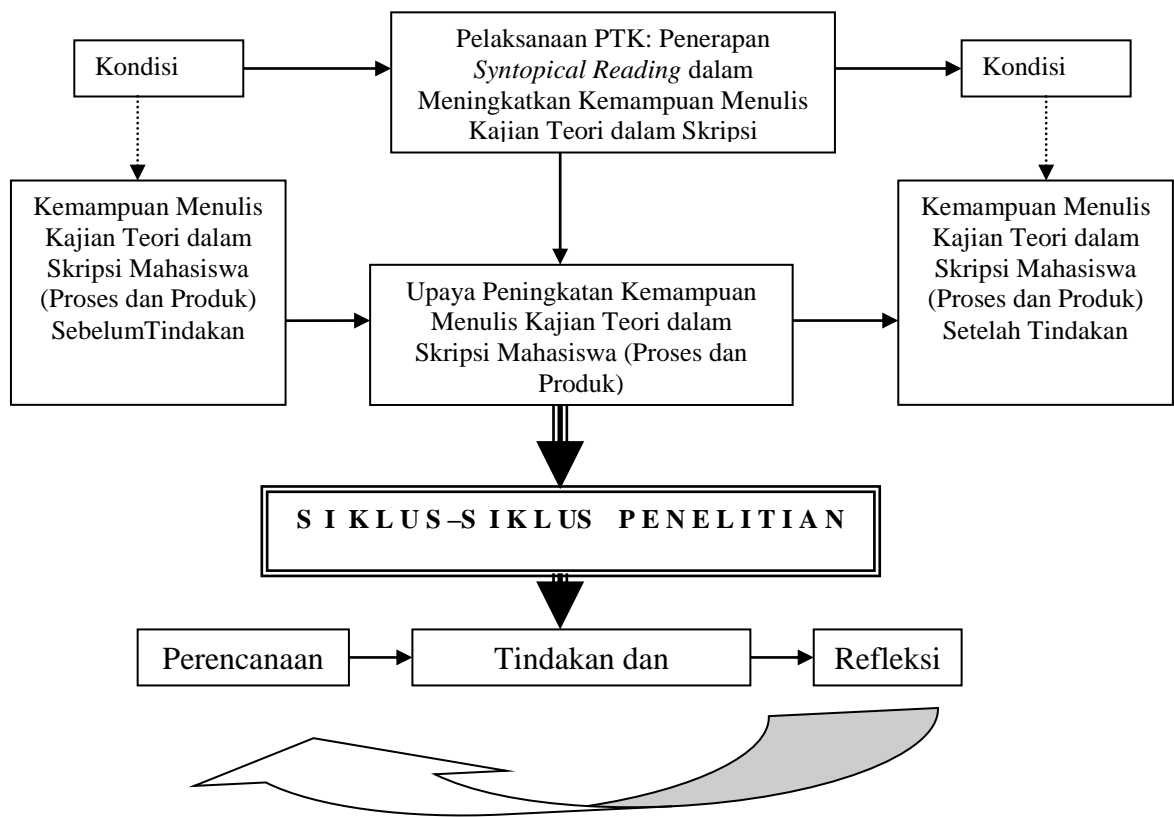 Kondisi
Pelaksanaan PTK: Penerapan
Syntopical Reading dalam
Meningkatkan Kemampuan Menulis
Kajian Teori dalam Skripsi
Kondisi
Kemampuan Menulis
Kajian Teori dalam
Skripsi Mahasiswa
(Proses dan Produk)
SebelumTindakan
Upaya Peningkatan Kemampuan
Menulis Kajian Teori dalam
Skripsi Mahasiswa (Proses dan
Produk)
Kemampuan Menulis
Kajian Teori dalam
Skripsi Mahasiswa
(Proses dan Produk)
Setelah Tindakan
S I K L U S –S I K L US P E N E L I T I A N
Perencanaan
Tindakan dan
Refleksi